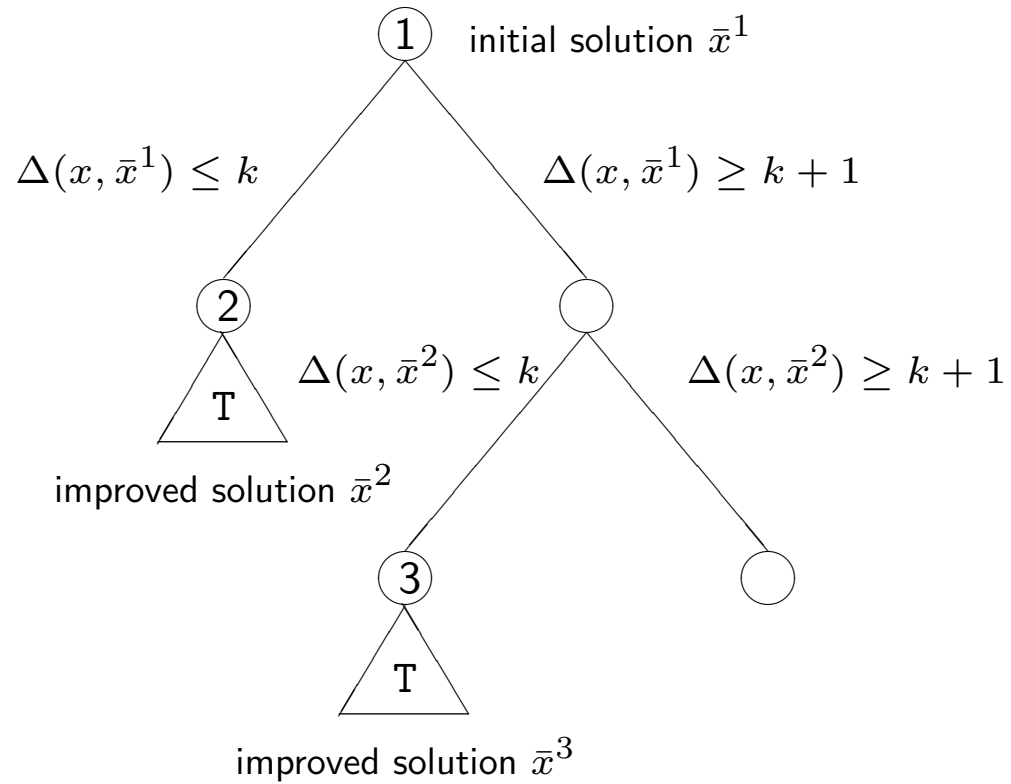 1 initial solution x̄¹
Δ(x, x̄¹) ≤ k
Δ(x, x̄¹) ≥ k + 1
2
T
Δ(x, x̄²) ≤ k
Δ(x, x̄²) ≥ k + 1
improved solution x̄²
3
T
improved solution x̄³